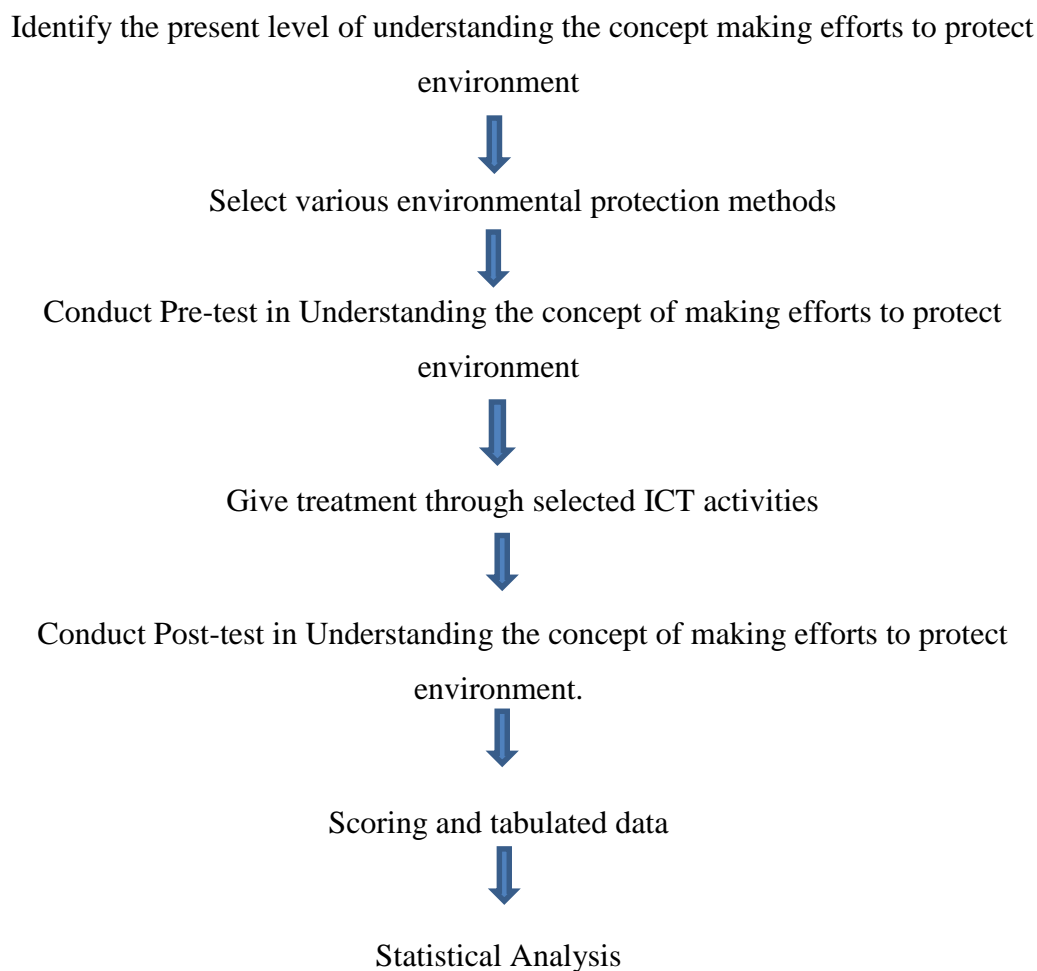 Identify the present level of understanding the concept making efforts to protect
environment
Select various environmental protection methods
Conduct Pre-test in Understanding the concept of making efforts to protect
environment
Give treatment through selected ICT activities
Conduct Post-test in Understanding the concept of making efforts to protect
environment.
Scoring and tabulated data
Statistical Analysis